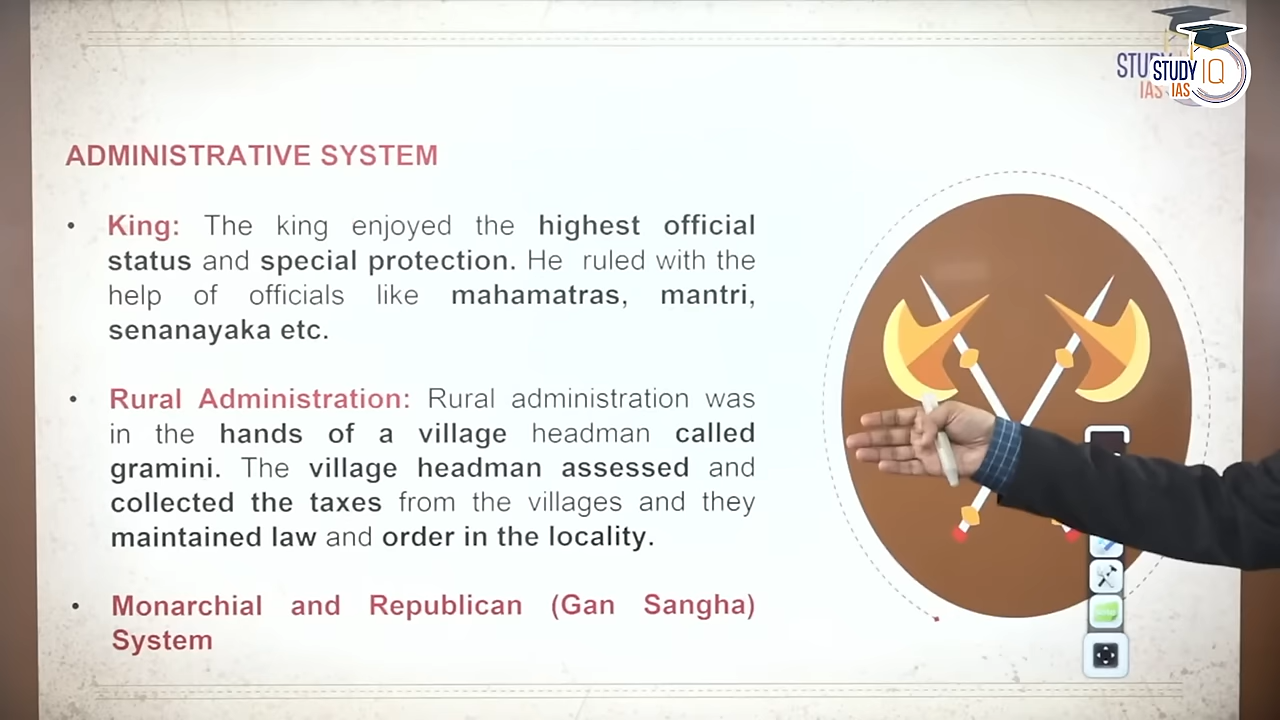 STUDY IQ
IAS
ADMINISTRATIVE SYSTEM
• King: The king enjoyed the highest official
status and special protection. He ruled with the
help of officials like mahamatras, mantri,
senanayaka etc.
• Rural Administration: Rural administration was
in the hands of a village headman called
gramini. The village headman assessed and
collected the taxes from the villages and they
maintained law and order in the locality.
• Monarchial and Republican (Gan Sangha)
System